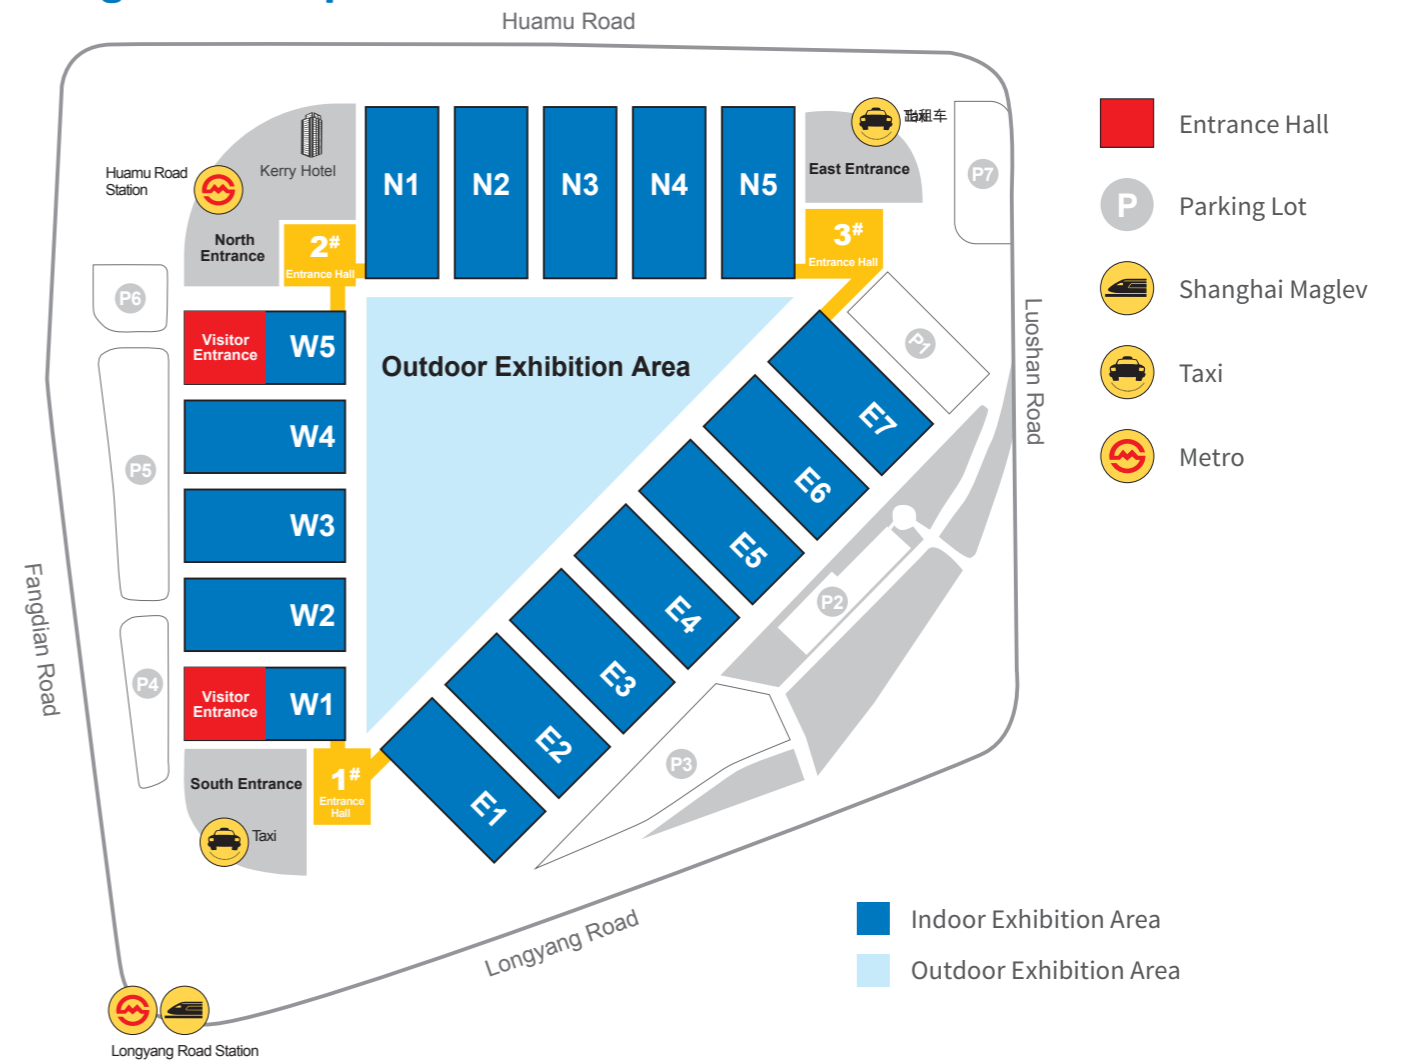 Huamu Road
Huamu Road
Station
Kerry Hotel
North
Entrance
2#
Entrance Hall
N1
N2
N3
N4
N5
出租车
East Entrance
3#
Entrance Hall
P7
P6
Visitor
Entrance
W5
Outdoor Exhibition Area
P1
Luoshan Road
W4
P5
W3
W2
P4
Fangdian Road
Visitor
Entrance
W1
E7
E6
E5
E4
E3
E2
E1
P2
P3
South Entrance
1#
Entrance
Hall
Taxi
Longyang Road
Longyang Road Station
Entrance Hall
P
Parking Lot
Shanghai Maglev
Taxi
Metro
Indoor Exhibition Area
Outdoor Exhibition Area